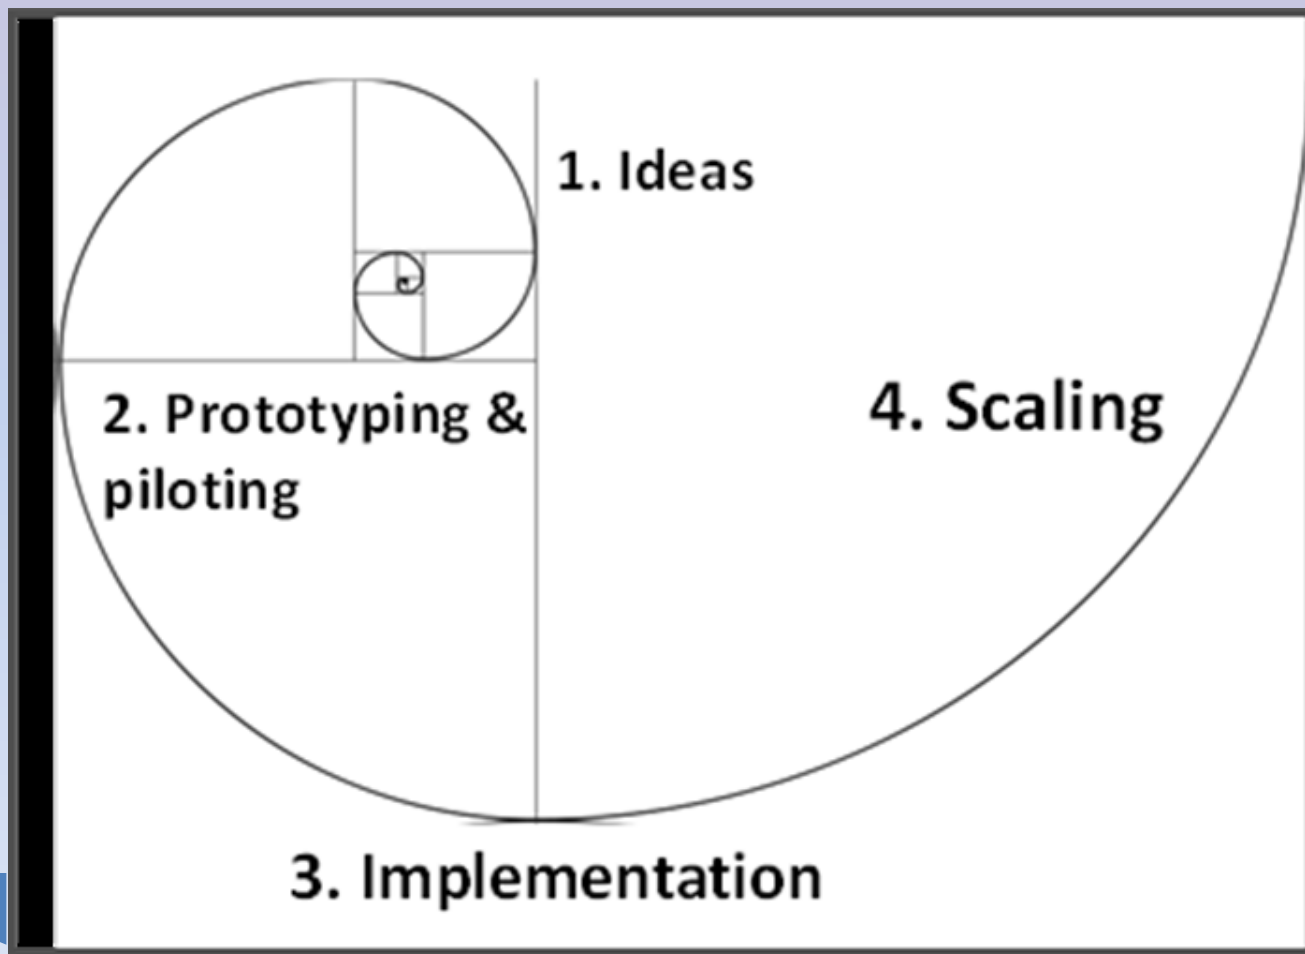 1. Ideas
2. Prototyping &
piloting
4. Scaling
3. Implementation